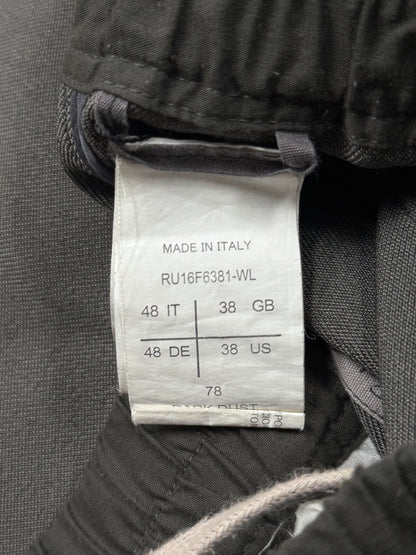 MADE IN ITALY
RU16F6381-WL
48 IT 38 GB
48 DE 38 US
78
DARK DUST